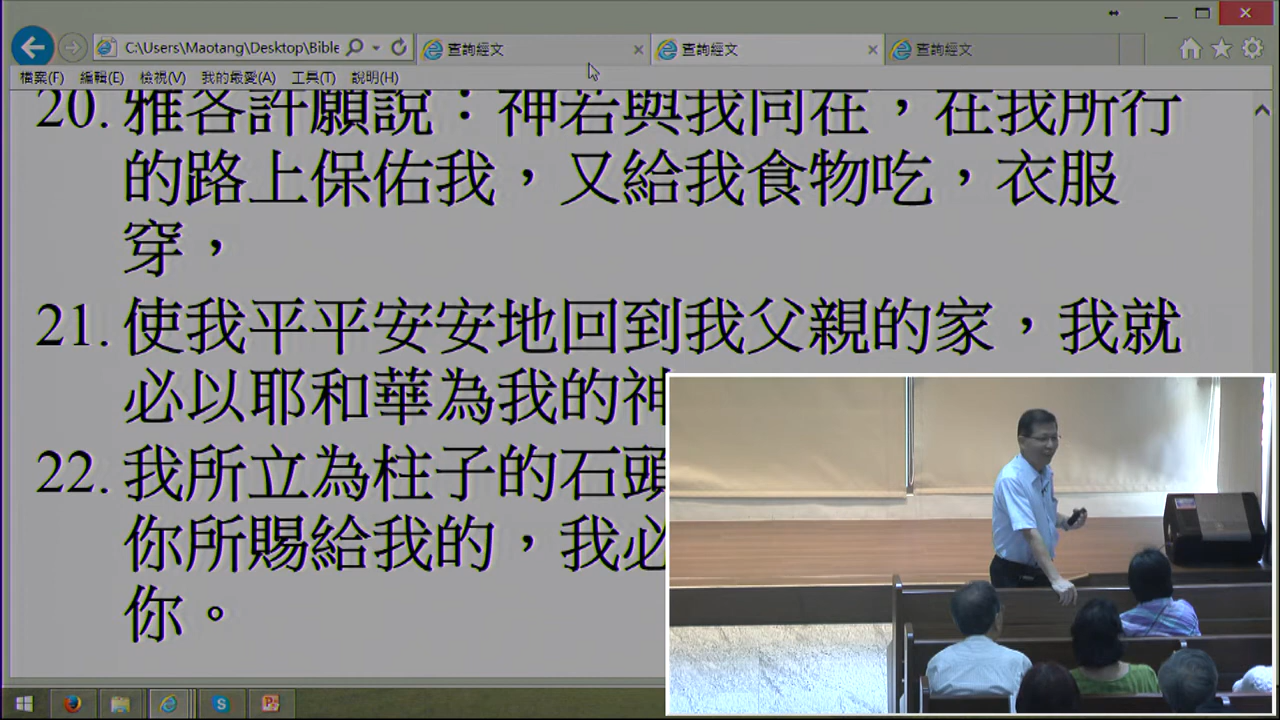 C:\Users\Maotang\Desktop\Bible
查詢經文
查詢經文
查詢經文
檔案(F) 編輯(E) 檢視(V) 我的最愛(A) 工具(T) 說明(H)
20. 雅各許願說：神若與我同在，在我所行
的路上保佑我，又給我食物吃，衣服
穿，
21. 使我平平安安地回到我父親的家，我就
必以耶和華為我的神
22. 我所立為柱子的石頭
你所賜給我的，我必
你。